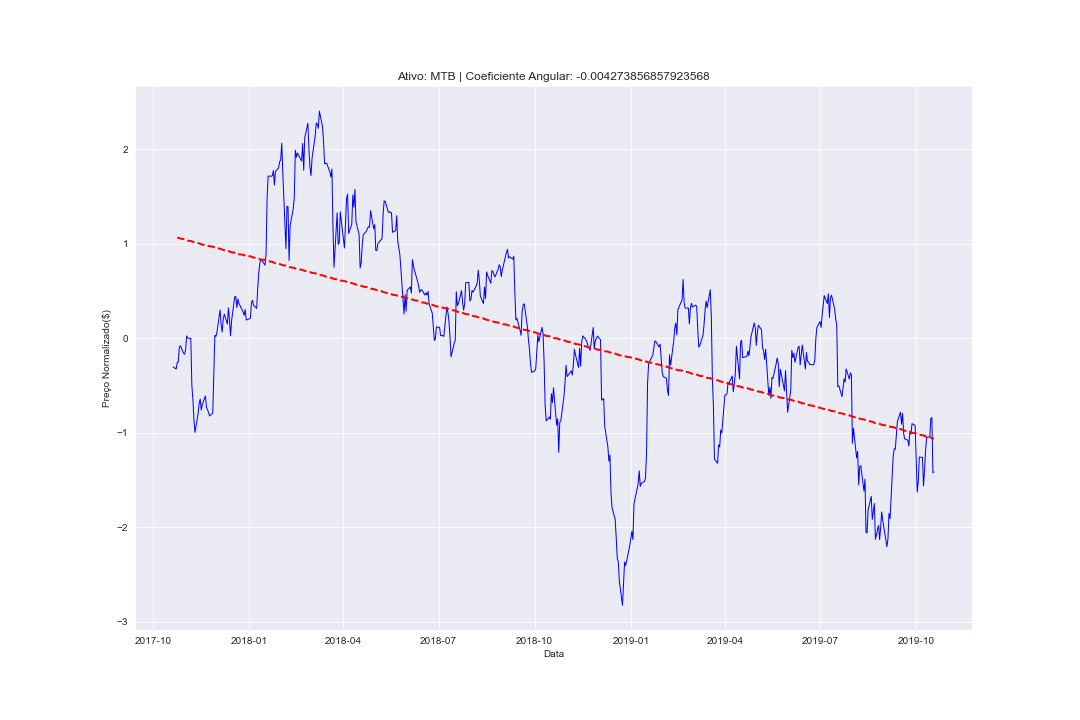 Ativo: MTB | Coeficiente Angular: -0.004273856857923568
Preço Normalizado($)
2
1
0
−1
−2
−3
2017-10 2018-01 2018-04 2018-07 2018-10 2019-01 2019-04 2019-07 2019-10
Data